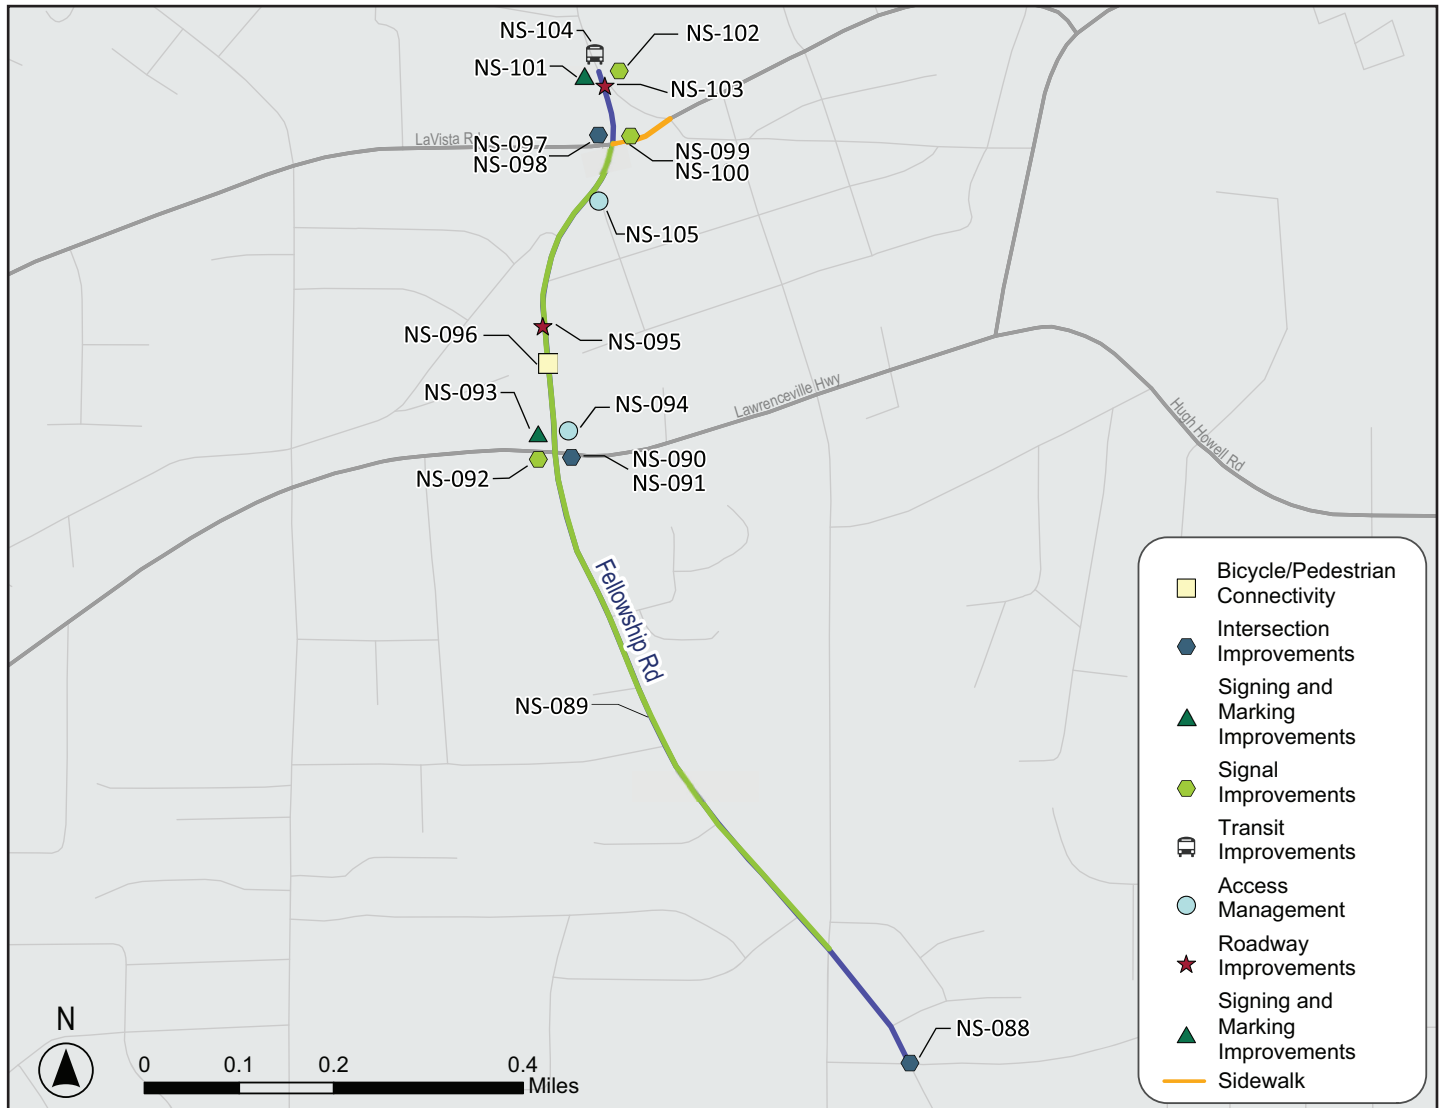 NS-104
NS-102
NS-101
NS-103
LaVista Rd
NS-097
NS-098
NS-099
NS-100
NS-105
NS-096
NS-095
NS-093
NS-094
Lawrenceville Hwy
Hugh Howell Rd
NS-092
NS-090
NS-091
Fellowship Rd
NS-089
NS-088
N
0 0.1 0.2 0.4
Miles
Bicycle/Pedestrian
Connectivity
Intersection
Improvements
Signing and
Marking
Improvements
Signal
Improvements
Transit
Improvements
Access
Management
Roadway
Improvements
Signing and
Marking
Improvements
Sidewalk